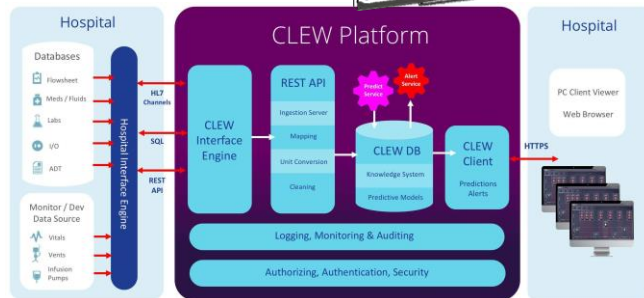 Hospital
Databases
Flowsheet
Meds / Fluids
Labs
I/O
ADT
Monitor / Dev
Data Source
Vitals
Vents
Infusion
Pumps
Hospital Interface Engine
HL7
Channels
SQL
REST
API
CLEW Platform
CLEW
Interface
Engine
REST API
Ingestion Server
Mapping
Unit Conversion
Cleaning
Predict
Service
Alert
Service
CLEW DB
Knowledge System
Predictive Models
CLEW
Client
Predictions
Alerts
Logging, Monitoring & Auditing
Authorizing, Authentication, Security
HTTPS
Hospital
PC Client Viewer
Web Browser